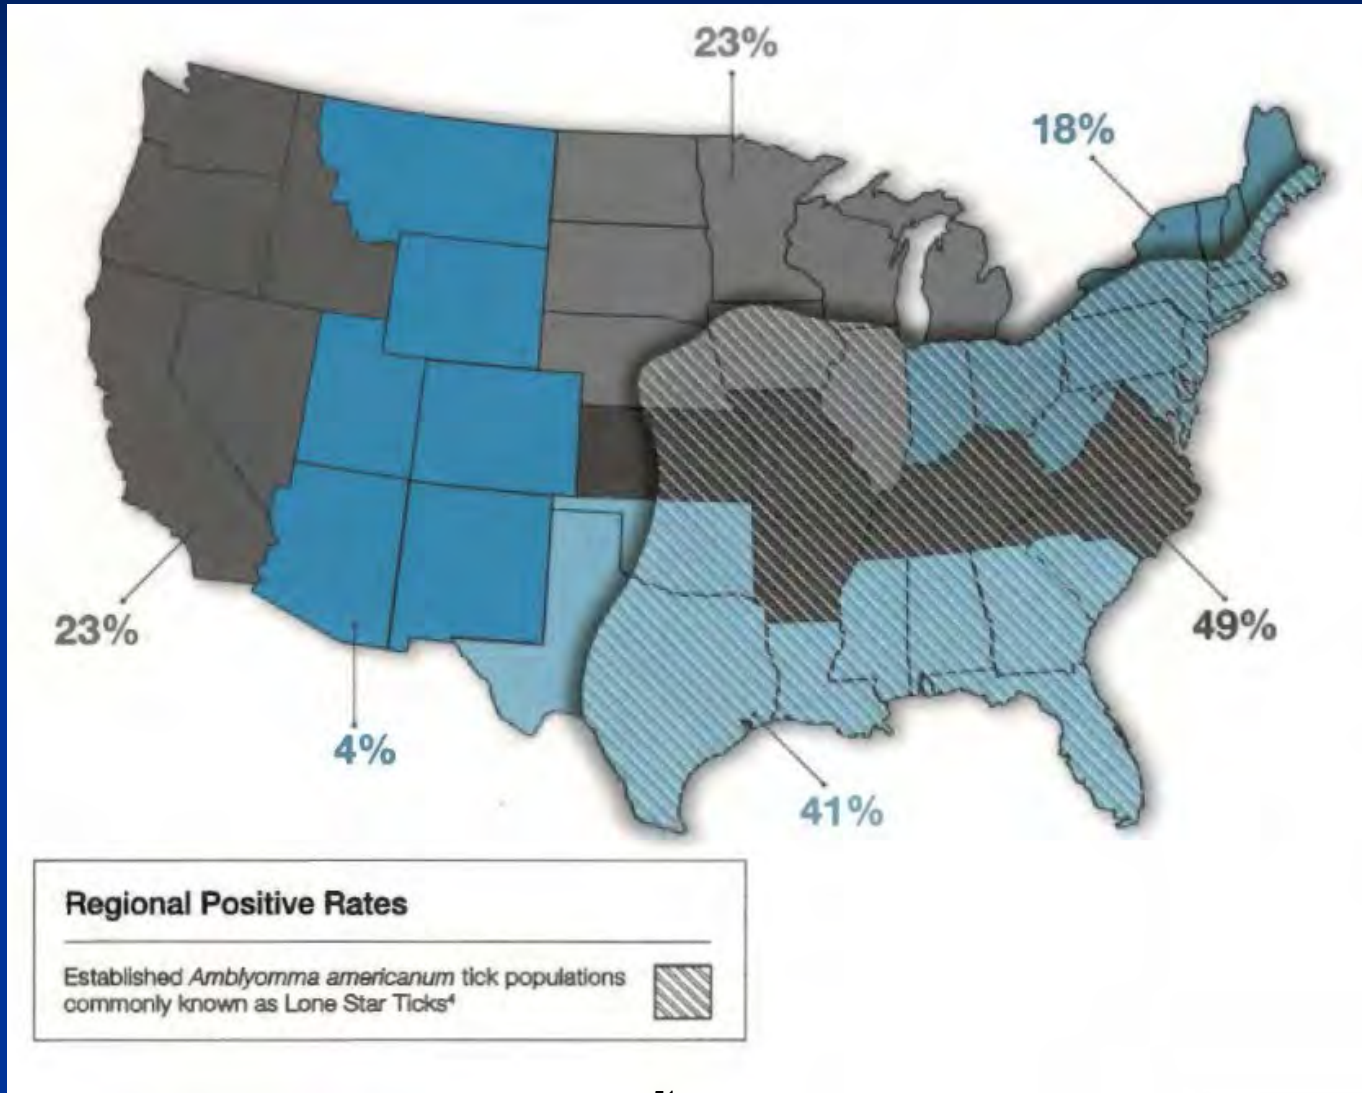 23%
18%
23%
49%
4%
41%
Regional Positive Rates
Established Amblyomma americanum tick populations
commonly known as Lone Star Ticks⁴